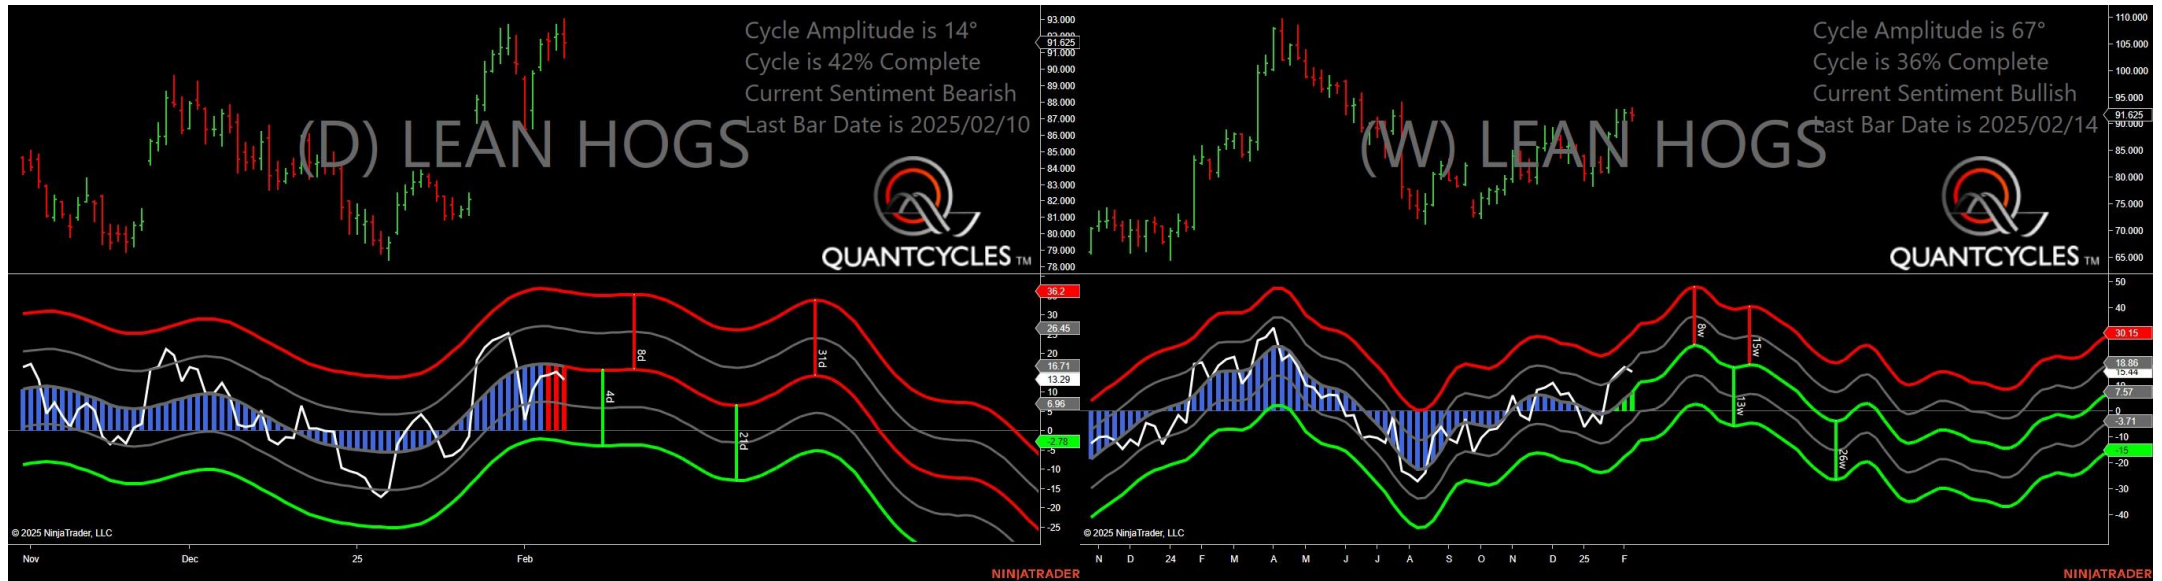 Cycle Amplitude is 14°
Cycle is 42% Complete
Current Sentiment Bearish
Last Bar Date is 2025/02/10
(D) LEAN HOGS
QUANTCYCLES TM
93.000
92.000
91.625
91.000
90.000
89.000
88.000
87.000
86.000
85.000
84.000
83.000
82.000
81.000
80.000
79.000
78.000
36.2
30
26.45
20
16.71
13.29
10
6.96
5
0
-2.78
-5
-10
-15
-20
-25
8d
4d
21d
31d
© 2025 NinjaTrader, LLC
Nov Dec 25 Feb
NINJATRADER
Cycle Amplitude is 67°
Cycle is 36% Complete
Current Sentiment Bullish
Last Bar Date is 2025/02/14
(W) LEAN HOGS
QUANTCYCLES TM
110.000
105.000
100.000
95.000
91.625
90.000
85.000
80.000
75.000
70.000
65.000
50
40
30.15
18.86
15.44
10
7.57
0
-3.71
-10
-15
-20
-30
-40
8w
15w
13w
26w
© 2025 NinjaTrader, LLC
N D 24 F M A M J J A S O N D 25 F
NINJATRADER